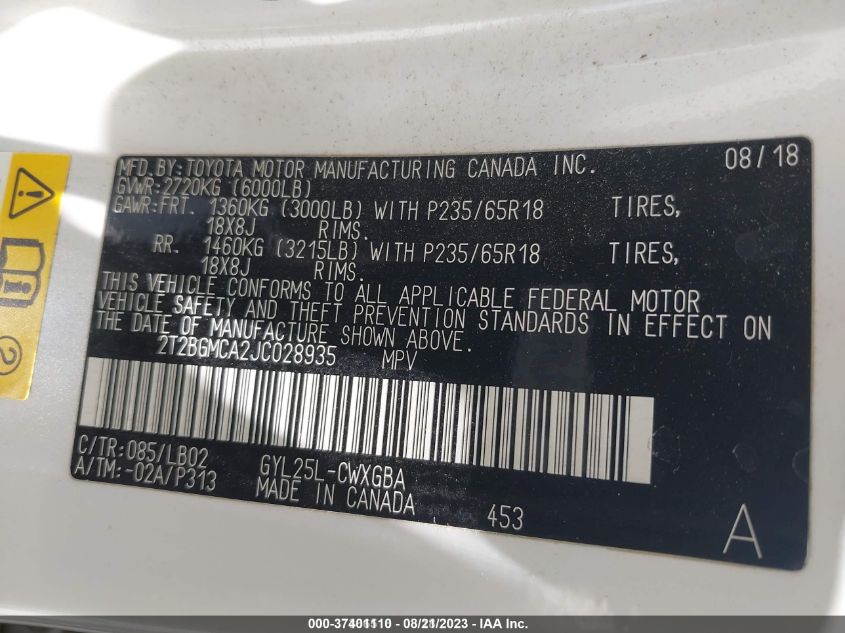 MFD.BY:TOYOTA MOTOR MANUFACTURING CANADA INC. 08/18
GVWR:2720KG (6000LB)
GAWR:FRT. 1360KG (3000LB) WITH P235/65R18 TIRES,
18X8J RIMS.
RR. 1460KG (3215LB) WITH P235/65R18 TIRES,
18X8J RIMS.
THIS VEHICLE CONFORMS TO ALL APPLICABLE FEDERAL MOTOR
VEHICLE SAFETY AND THEFT PREVENTION STANDARDS IN EFFECT ON
THE DATE OF MANUFACTURE SHOWN ABOVE.
2T2BGMCA2JC028935 MPV
C/TR:085/LB02
A/TM:-02A/P313
GYL25L-CWXGBA
MADE IN CANADA
453
A
2
000-37401110 - 08/21/2023 - IAA Inc.